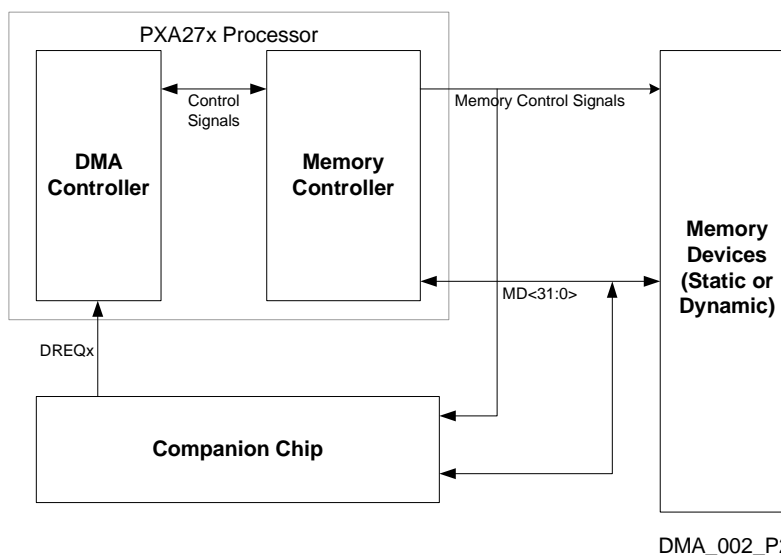 PXA27x Processor
Control
Signals
Memory Control Signals
DMA
Controller
Memory
Controller
Memory
Devices
(Static or
Dynamic)
MD<31:0>
DREQx
Companion Chip